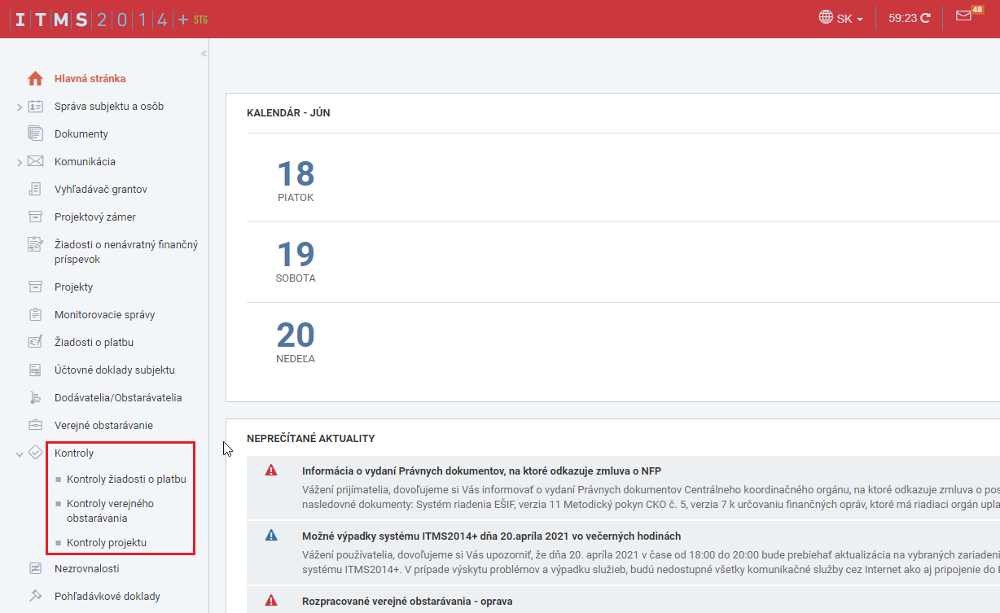 ITMS2014+ STG
SK
59:23
48
«
Hlavná stránka
Správa subjektu a osôb
Dokumenty
Komunikácia
Vyhľadávač grantov
Projektový zámer
Žiadosti o nenávratný finančný
príspevok
Projekty
Monitorovacie správy
Žiadosti o platbu
Účtovné doklady subjektu
Dodávatelia/Obstarávatelia
Verejné obstarávanie
Kontroly
Kontroly žiadosti o platbu
Kontroly verejného
obstarávania
Kontroly projektu
Nezrovnalosti
Pohľadávkové doklady
KALENDÁR - JÚN
18
PIATOK
19
SOBOTA
20
NEDEĽA
NEPREČÍTANÉ AKTUALITY
Informácia o vydaní Právnych dokumentov, na ktoré odkazuje zmluva o NFP
Vážení prijímatelia, dovoľujeme si Vás informovať o vydaní Právnych dokumentov Centrálneho koordinačného orgánu, na ktoré odkazuje zmluva o pos
nasledovné dokumenty: Systém riadenia EŠIF, verzia 11 Metodický pokyn CKO č. 5, verzia 7 k určovaniu finančných opráv, ktoré má riadiaci orgán upla
Možné výpadky systému ITMS2014+ dňa 20.apríla 2021 vo večerných hodinách
Vážení používatelia, dovoľujeme si Vás upozorniť, že dňa 20. apríla 2021 v čase od 18:00 do 20:00 bude prebiehať aktualizácia na vybraných zariadeni
systému ITMS2014+. V prípade výskytu problémov a výpadku služieb, budú nedostupné všetky komunikačné služby cez Internet ako aj pripojenie do
Rozpracované verejné obstarávania - oprava